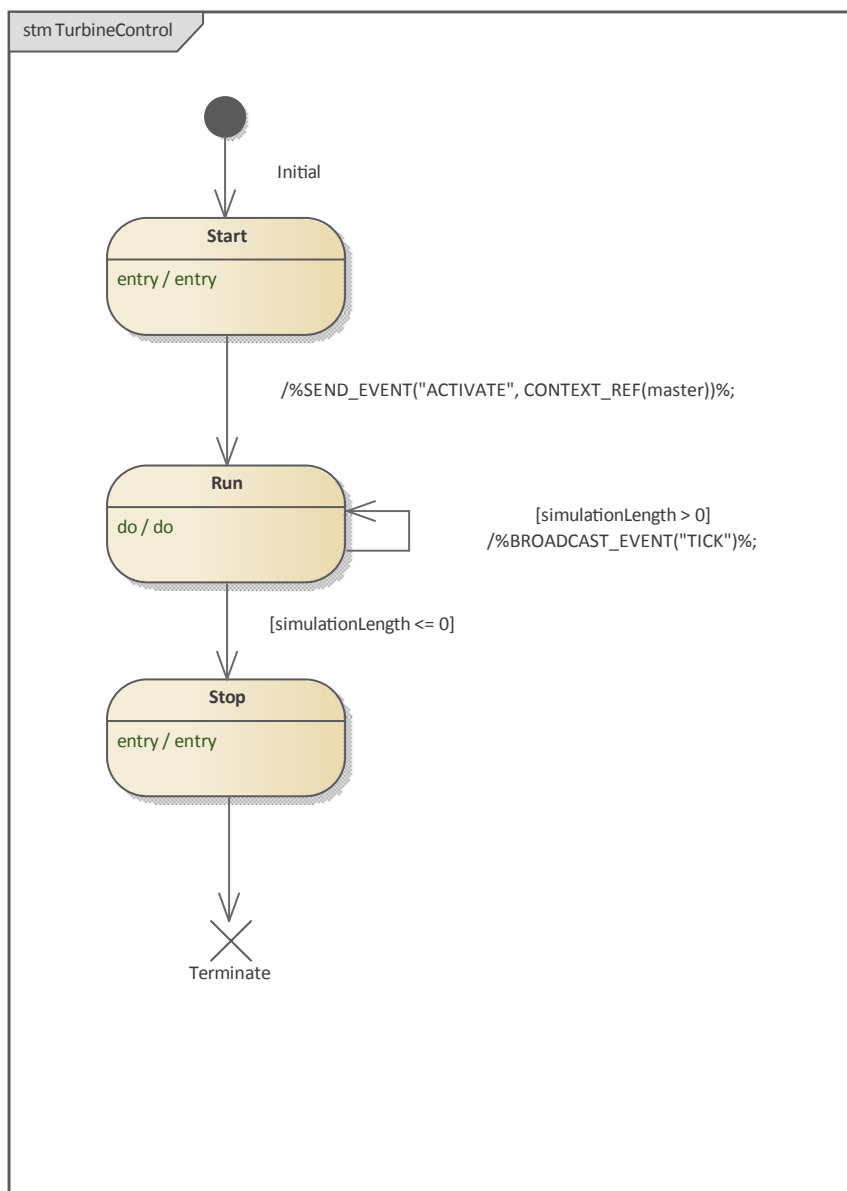 stm TurbineControl
Initial
Start
entry / entry
/%SEND_EVENT("ACTIVATE", CONTEXT_REF(master))%;
Run
do / do
[simulationLength > 0]
/%BROADCAST_EVENT("TICK")%;
[simulationLength <= 0]
Stop
entry / entry
Terminate